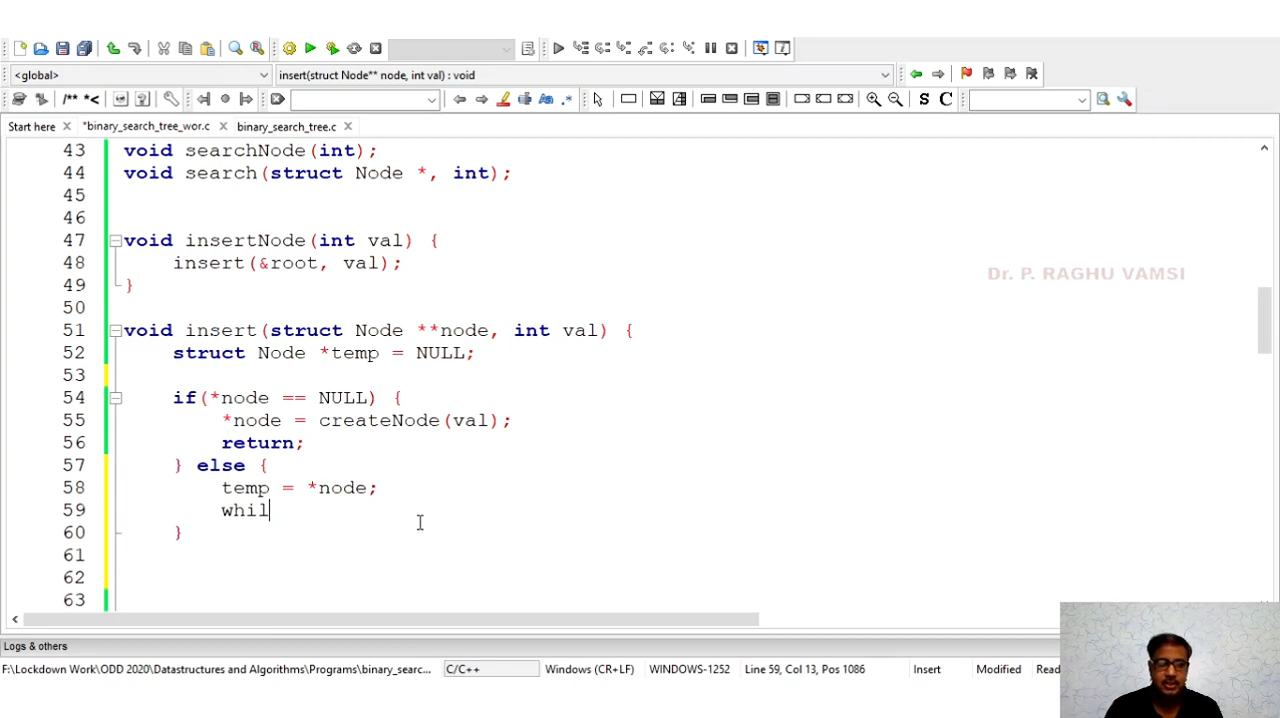 <global>
insert(struct Node** node, int val) : void
S C
Start here
*binary_search_tree_wor.c
binary_search_tree.c
43 void searchNode(int);
44 void search(struct Node *, int);
45
46
47 void insertNode(int val) {
48 insert(&root, val);
49 }
50
51 void insert(struct Node **node, int val) {
52 struct Node *temp = NULL;
53
54 if(*node == NULL) {
55 *node = createNode(val);
56 return;
57 } else {
58 temp = *node;
59 whil
60 }
61
62
63
Dr. P. RAGHU VAMSI
Logs & others
F:\Lockdown Work\ODD 2020\Datastructures and Algorithms\Programs\binary_searc... C/C++ Windows (CR+LF) WINDOWS-1252 Line 59, Col 13, Pos 1086 Insert Modified Read